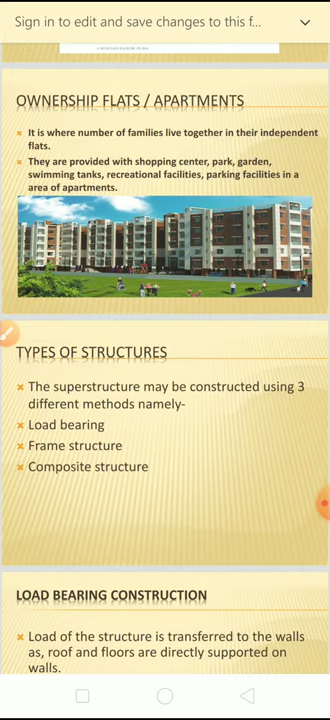 Sign in to edit and save changes to this f...
OWNERSHIP FLATS / APARTMENTS
It is where number of families live together in their independent
flats.
They are provided with shopping center, park, garden,
swimming tanks, recreational facilities, parking facilities in a
area of apartments.
TYPES OF STRUCTURES
The superstructure may be constructed using 3
different methods namely-
Load bearing
Frame structure
Composite structure
LOAD BEARING CONSTRUCTION
Load of the structure is transferred to the walls
as, roof and floors are directly supported on
walls.